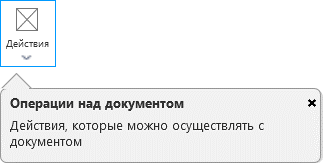 Действия
Операции над документом
Действия, которые можно осуществлять с
документом